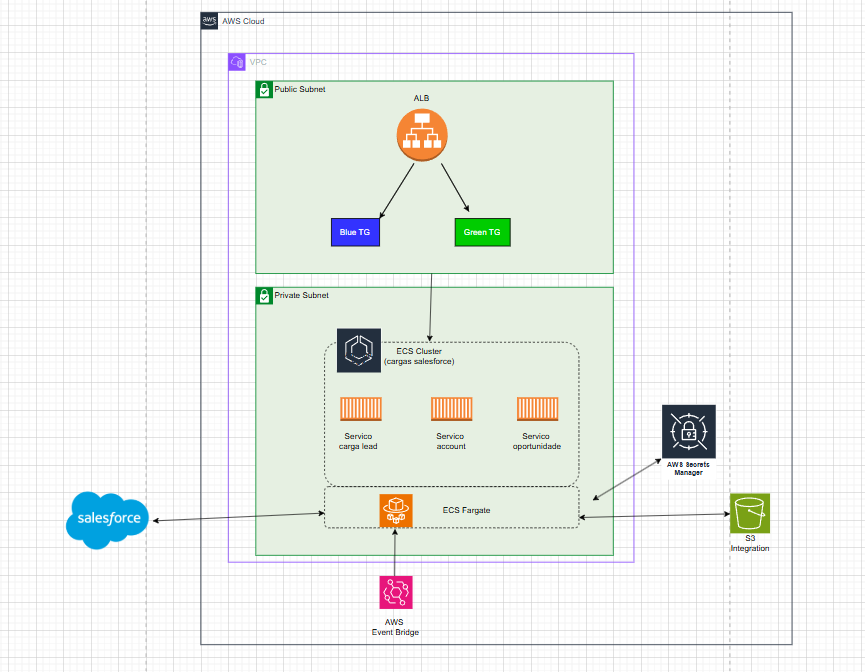 aws
AWS Cloud
VPC
Public Subnet
ALB
Blue TG
Green TG
Private Subnet
ECS Cluster
(cargas salesforce)
Servico
carga lead
Servico
account
Servico
oportunidade
AWS Secrets
Manager
ECS Fargate
salesforce
S3
Integration
AWS
Event Bridge